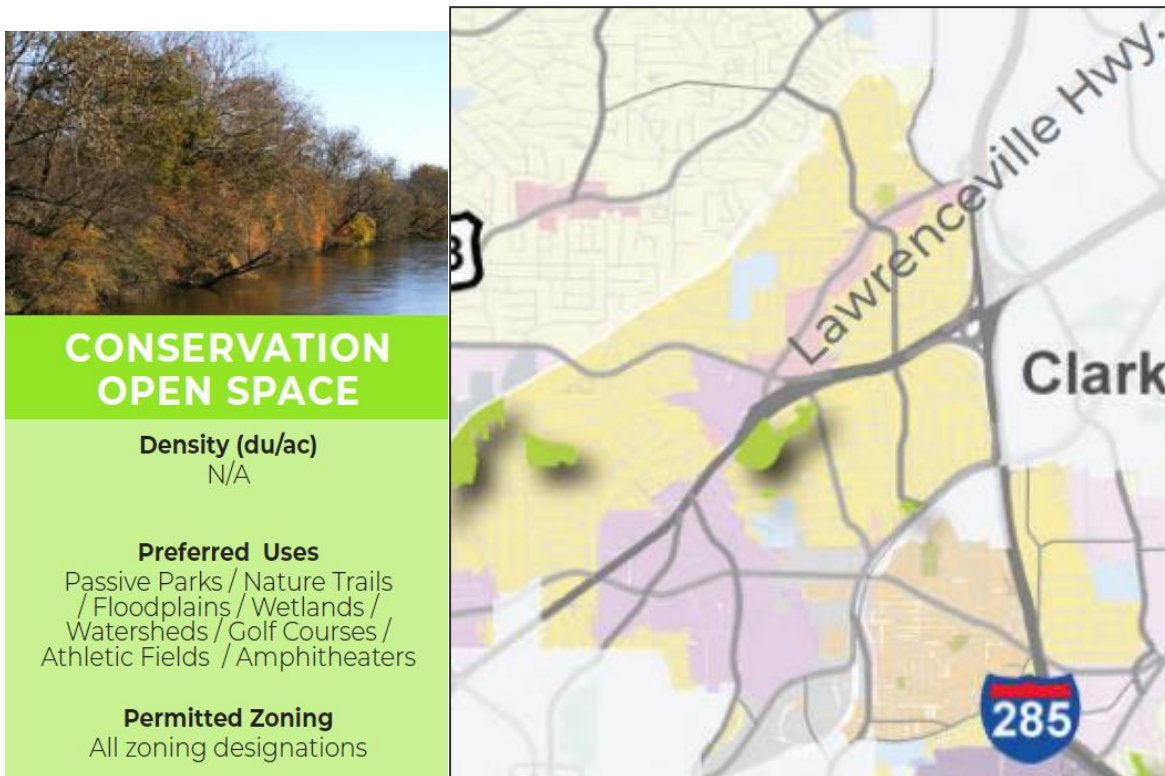 CONSERVATION
OPEN SPACE
Density (du/ac)
N/A
Preferred Uses
Passive Parks / Nature Trails
/ Floodplains / Wetlands /
Watersheds / Golf Courses /
Athletic Fields / Amphitheaters
Permitted Zoning
All zoning designations
Lawrenceville Hwy.
Clark
285